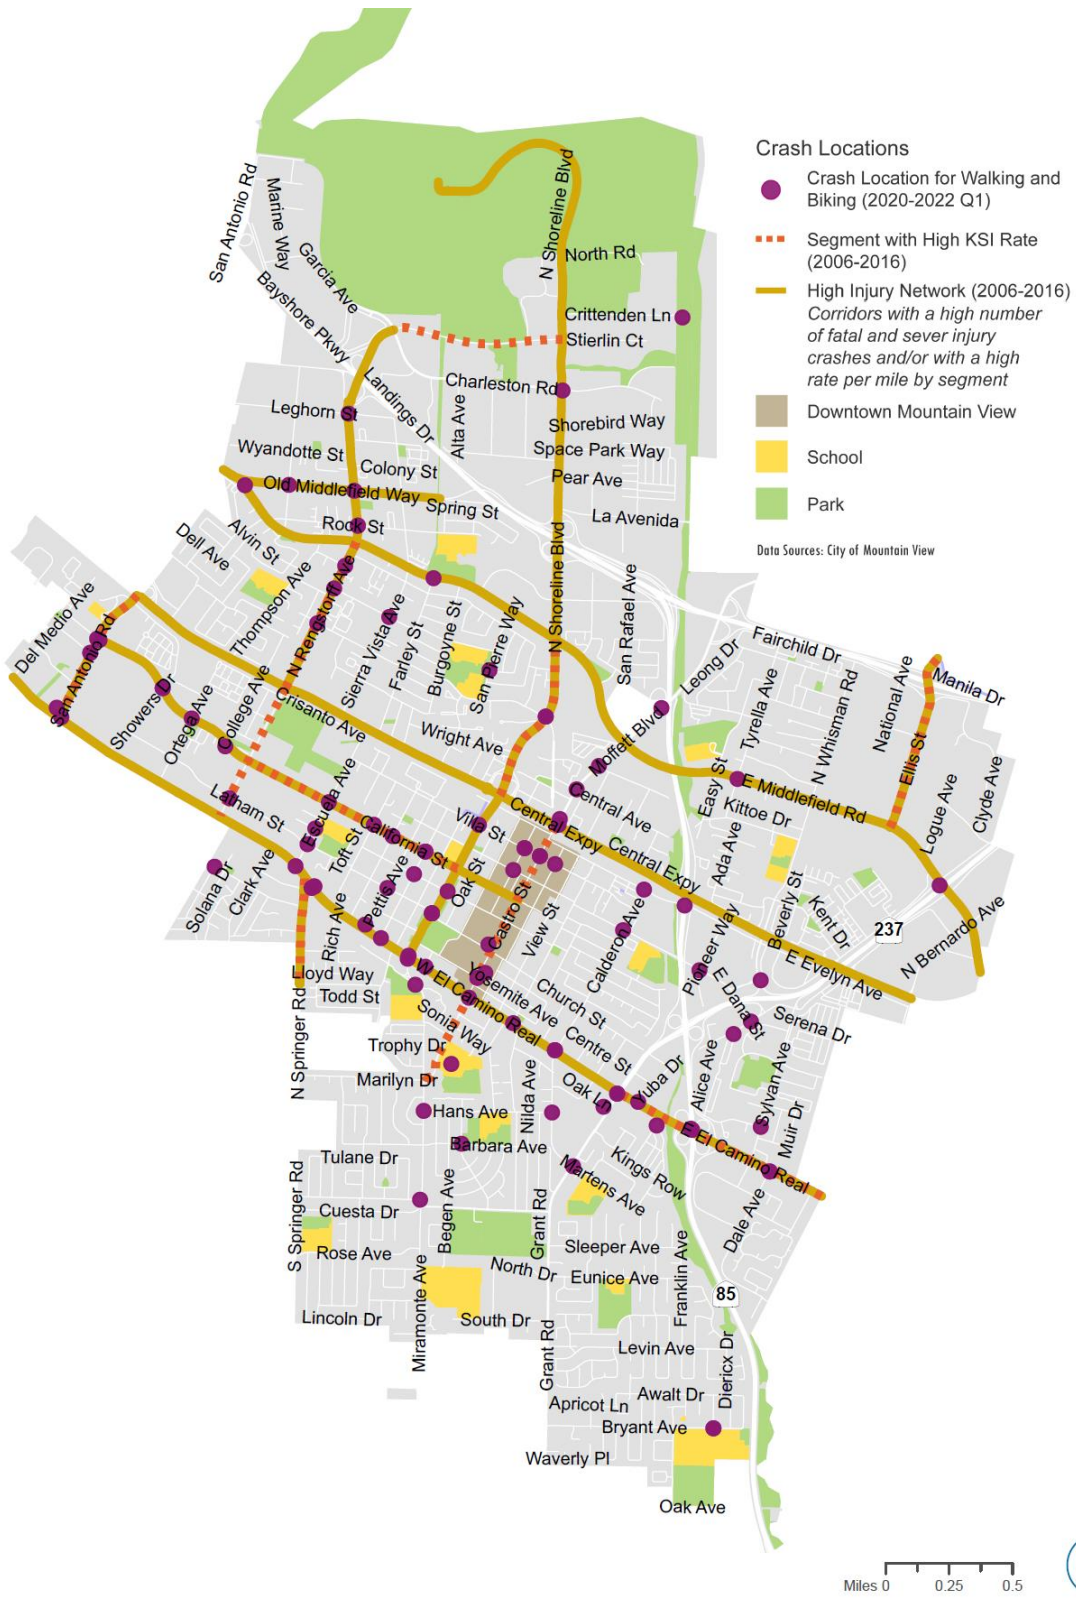 Crash Locations
Crash Location for Walking and
Biking (2020-2022 Q1)
Segment with High KSI Rate
(2006-2016)
High Injury Network (2006-2016)
Corridors with a high number
of fatal and sever injury
crashes and/or with a high
rate per mile by segment
Downtown Mountain View
School
Park
Data Sources: City of Mountain View
San Antonio Rd
Marine Way
Garcia Ave
Bayshore Pkwy
N Shoreline Blvd
North Rd
Crittenden Ln
Stierlin Ct
Landings Dr
Charleston Rd
Leghorn St
Alta Ave
Shorebird Way
Wyandotte St
Space Park Way
Colony St
Pear Ave
Old Middlefield Way
Spring St
La Avenida
Rock St
Alvin St
Dell Ave
N Shoreline Blvd
Del Medio Ave
Thompson Ave
N Rengstorff Ave
Sierra Vista Ave
Farley St
Burgoyne St
San Pierre Way
San Rafael Ave
Leong Dr
Fairchild Dr
San Antonio Rd
Showers Dr
Ortega Ave
College Ave
Crisanto Ave
Wright Ave
Moffett Blvd
Tyrella Ave
N Whisman Rd
National Ave
Manila Dr
Ellis St
Easy St
E Middlefield Rd
Kittoe Dr
Logue Ave
Clyde Ave
Latham St
Escuela Ave
Toft St
California St
Villa St
Central Expy
Central Ave
Central Expy
Ada Ave
Solana Dr
Clark Ave
Rich Ave
Pettis Ave
Oak St
Castro St
View St
Calderon Ave
Pioneer Way
Beverly St
Kent Dr
237
N Bernardo Ave
E Evelyn Ave
Lloyd Way
Todd St
W El Camino Real
Yosemite Ave
Church St
E Dana St
Serena Dr
N Springer Rd
Sonia Way
Trophy Dr
Centre St
Marilyn Dr
Oak Ln
Yuba Dr
Alice Ave
Sylvan Ave
Muir Dr
Hans Ave
Nilda Ave
Barbara Ave
E El Camino Real
Tulane Dr
Martens Ave
Kings Row
S Springer Rd
Cuesta Dr
Begen Ave
Grant Rd
Dale Ave
Rose Ave
Sleeper Ave
North Dr
Eunice Ave
Franklin Ave
85
Miramonte Ave
Lincoln Dr
South Dr
Grant Rd
Levin Ave
Diericx Dr
Awalt Dr
Apricot Ln
Bryant Ave
Waverly Pl
Oak Ave
Miles 0
0.25
0.5